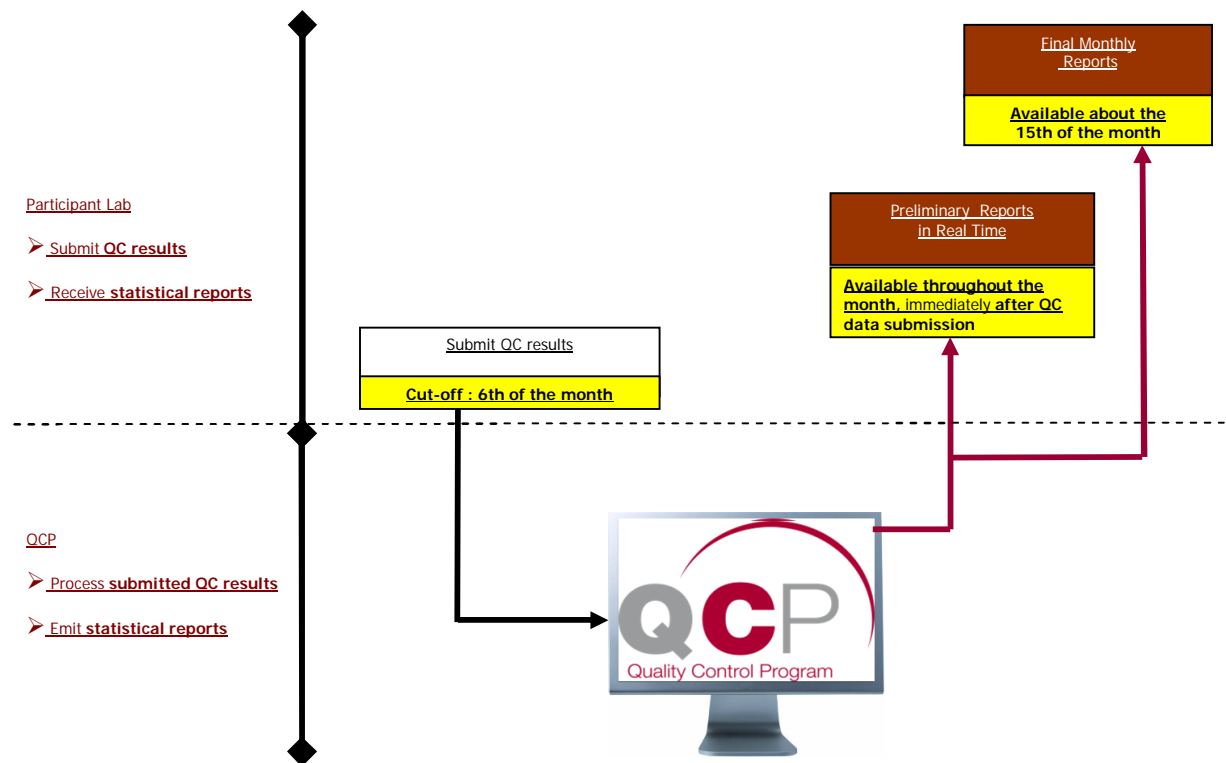 Final Monthly
Reports
Available about the
15th of the month
Participant Lab
➢ Submit QC results
➢ Receive statistical reports
Preliminary Reports
in Real Time
Available throughout the
month, immediately after QC
data submission
Submit QC results
Cut-off : 6th of the month
QCP
➢ Process submitted QC results
➢ Emit statistical reports
QCP
Quality Control Program